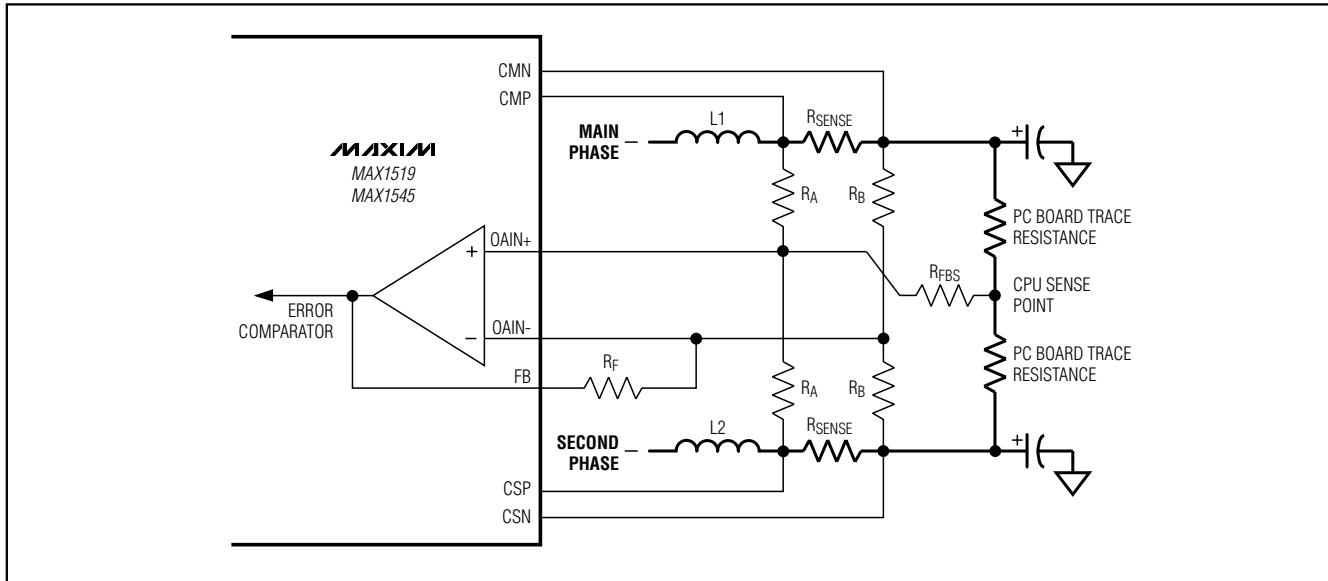 CMN
CMP
MAIN
PHASE
L1
RSENSE
+
MAXIM
MAX1519
MAX1545
RA
RB
PC BOARD TRACE
RESISTANCE
OAIN+
+
RFBS
CPU SENSE
POINT
ERROR
COMPARATOR
OAIN-
−
FB
RF
RA
RB
PC BOARD TRACE
RESISTANCE
SECOND
PHASE
L2
RSENSE
+
CSP
CSN